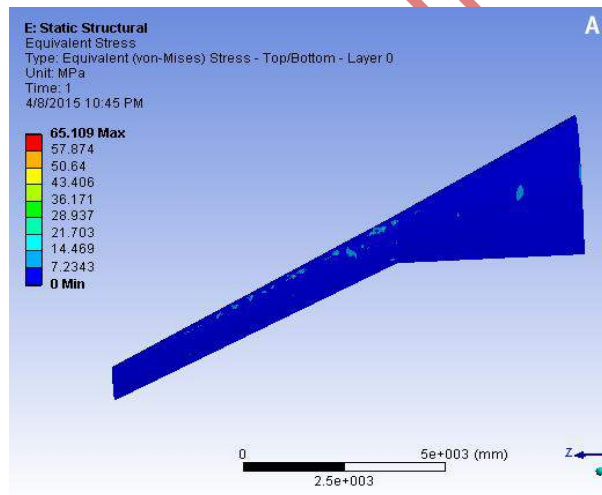 E: Static Structural
Equivalent Stress
Type: Equivalent (von-Mises) Stress - Top/Bottom - Layer 0
Unit: MPa
Time: 1
4/8/2015 10:45 PM
A
65.109 Max
57.874
50.64
43.406
36.171
28.937
21.703
14.469
7.2343
0 Min
0
5e+003 (mm)
2.5e+003
Z